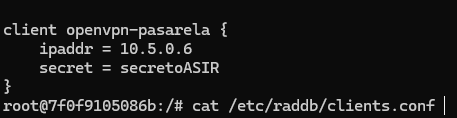 client openvpn-pasarela {
    ipaddr = 10.5.0.6
    secret = secretoASIR
}
root@7f0f9105086b:/# cat /etc/raddb/clients.conf